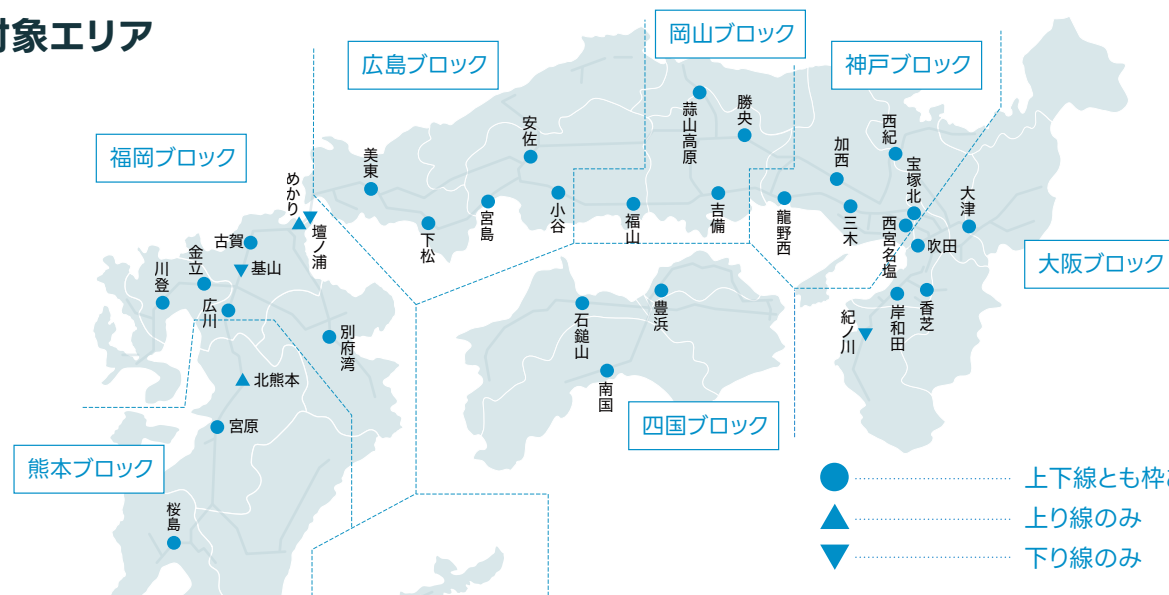 対象エリア
岡山ブロック
広島ブロック
神戸ブロック
福岡ブロック
大阪ブロック
四国ブロック
熊本ブロック
蒜山高原
勝央
西紀
安佐
加西
宝塚北
美東
大津
めかり
壇ノ浦
下松
宮島
小谷
福山
吉備
龍野西
三木
西宮名塩
吹田
古賀
金立
基山
川登
広川
別府湾
石鎚山
豊浜
南国
紀ノ川
岸和田
香芝
北熊本
宮原
桜島
上下線とも枠
上り線のみ
下り線のみ